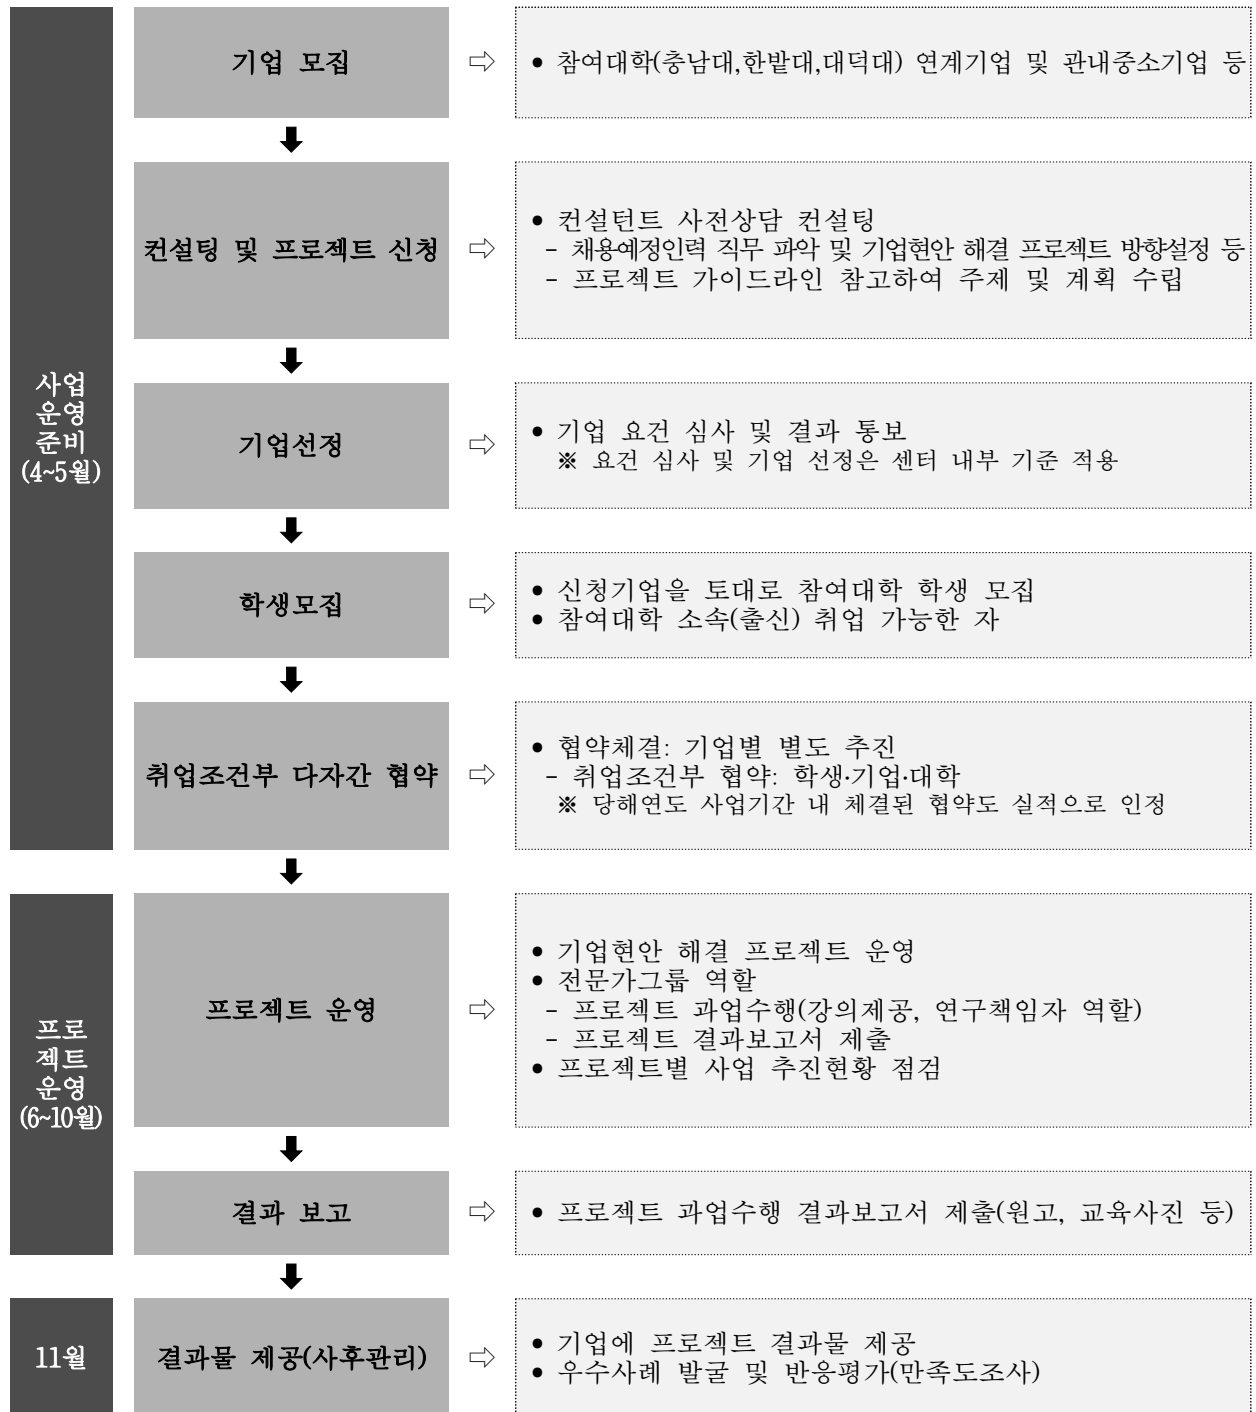 사업
운영
준비
(4~5월)
기업 모집
⇨
• 참여대학(충남대,한밭대,대덕대) 연계기업 및 관내중소기업 등
컨설팅 및 프로젝트 신청
⇨
• 컨설턴트 사전상담 컨설팅
- 채용예정인력 직무 파악 및 기업현안 해결 프로젝트 방향설정 등
- 프로젝트 가이드라인 참고하여 주제 및 계획 수립
기업선정
⇨
• 기업 요건 심사 및 결과 통보
※ 요건 심사 및 기업 선정은 센터 내부 기준 적용
학생모집
⇨
• 신청기업을 토대로 참여대학 학생 모집
• 참여대학 소속(출신) 취업 가능한 자
취업조건부 다자간 협약
⇨
• 협약체결: 기업별 별도 추진
- 취업조건부 협약: 학생·기업·대학
※ 당해연도 사업기간 내 체결된 협약도 실적으로 인정
프로
젝트
운영
(6~10월)
프로젝트 운영
⇨
• 기업현안 해결 프로젝트 운영
• 전문가그룹 역할
- 프로젝트 과업수행(강의제공, 연구책임자 역할)
- 프로젝트 결과보고서 제출
• 프로젝트별 사업 추진현황 점검
결과 보고
⇨
• 프로젝트 과업수행 결과보고서 제출(원고, 교육사진 등)
11월
결과물 제공(사후관리)
⇨
• 기업에 프로젝트 결과물 제공
• 우수사례 발굴 및 반응평가(만족도조사)